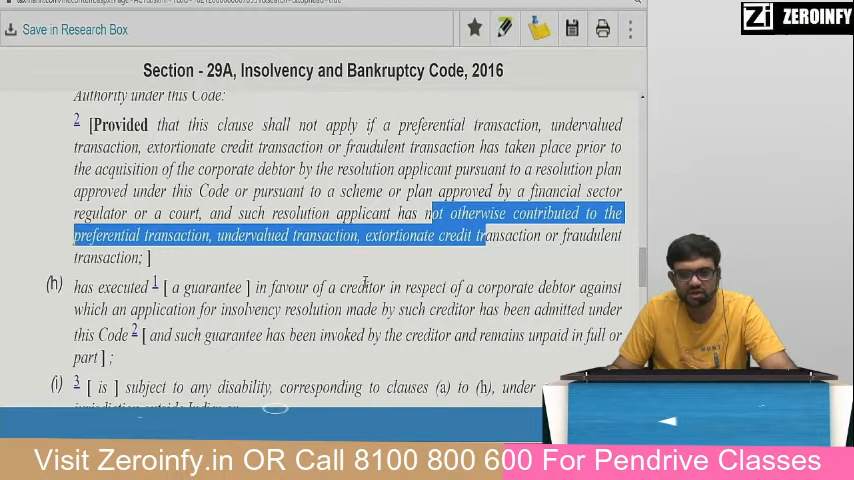 Save in Research Box
Zi ZEROINFY
Section - 29A, Insolvency and Bankruptcy Code, 2016
Authority under this Code:
2 [Provided that this clause shall not apply if a preferential transaction, undervalued
transaction, extortionate credit transaction or fraudulent transaction has taken place prior to
the acquisition of the corporate debtor by the resolution applicant pursuant to a resolution plan
approved under this Code or pursuant to a scheme or plan approved by a financial sector
regulator or a court, and such resolution applicant has not otherwise contributed to the
preferential transaction, undervalued transaction, extortionate credit transaction or fraudulent
transaction; ]
(h) has executed 1 [ a guarantee ] in favour of a creditor in respect of a corporate debtor against
which an application for insolvency resolution made by such creditor has been admitted under
this Code 2 [ and such guarantee has been invoked by the creditor and remains unpaid in full or
part ] ;
(i) 3 [ is ] subject to any disability, corresponding to clauses (a) to (h), under
Visit Zeroinfy.in OR Call 8100 800 600 For Pendrive Classes